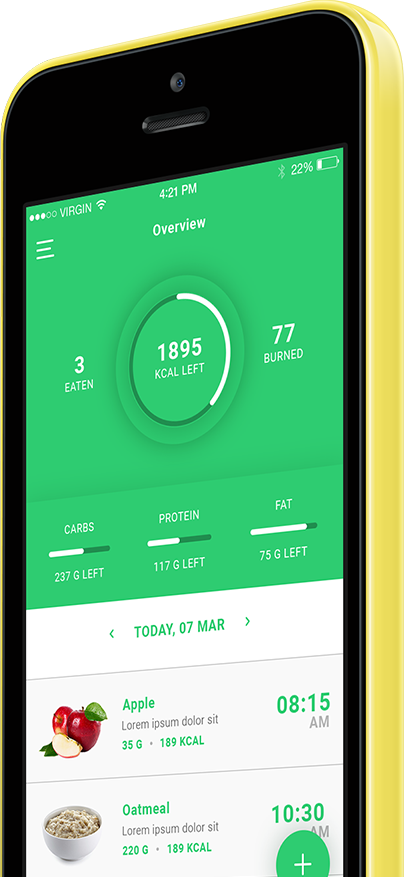 VIRGIN 4:21 PM 22%
Overview
3
EATEN
1895
KCAL LEFT
77
BURNED
CARBS
237 G LEFT
PROTEIN
117 G LEFT
FAT
75 G LEFT
‹ TODAY, 07 MAR ›
Apple
Lorem ipsum dolor sit
35 G • 189 KCAL
08:15
AM
Oatmeal
Lorem ipsum dolor sit
220 G • 189 KCAL
10:30
AM
+